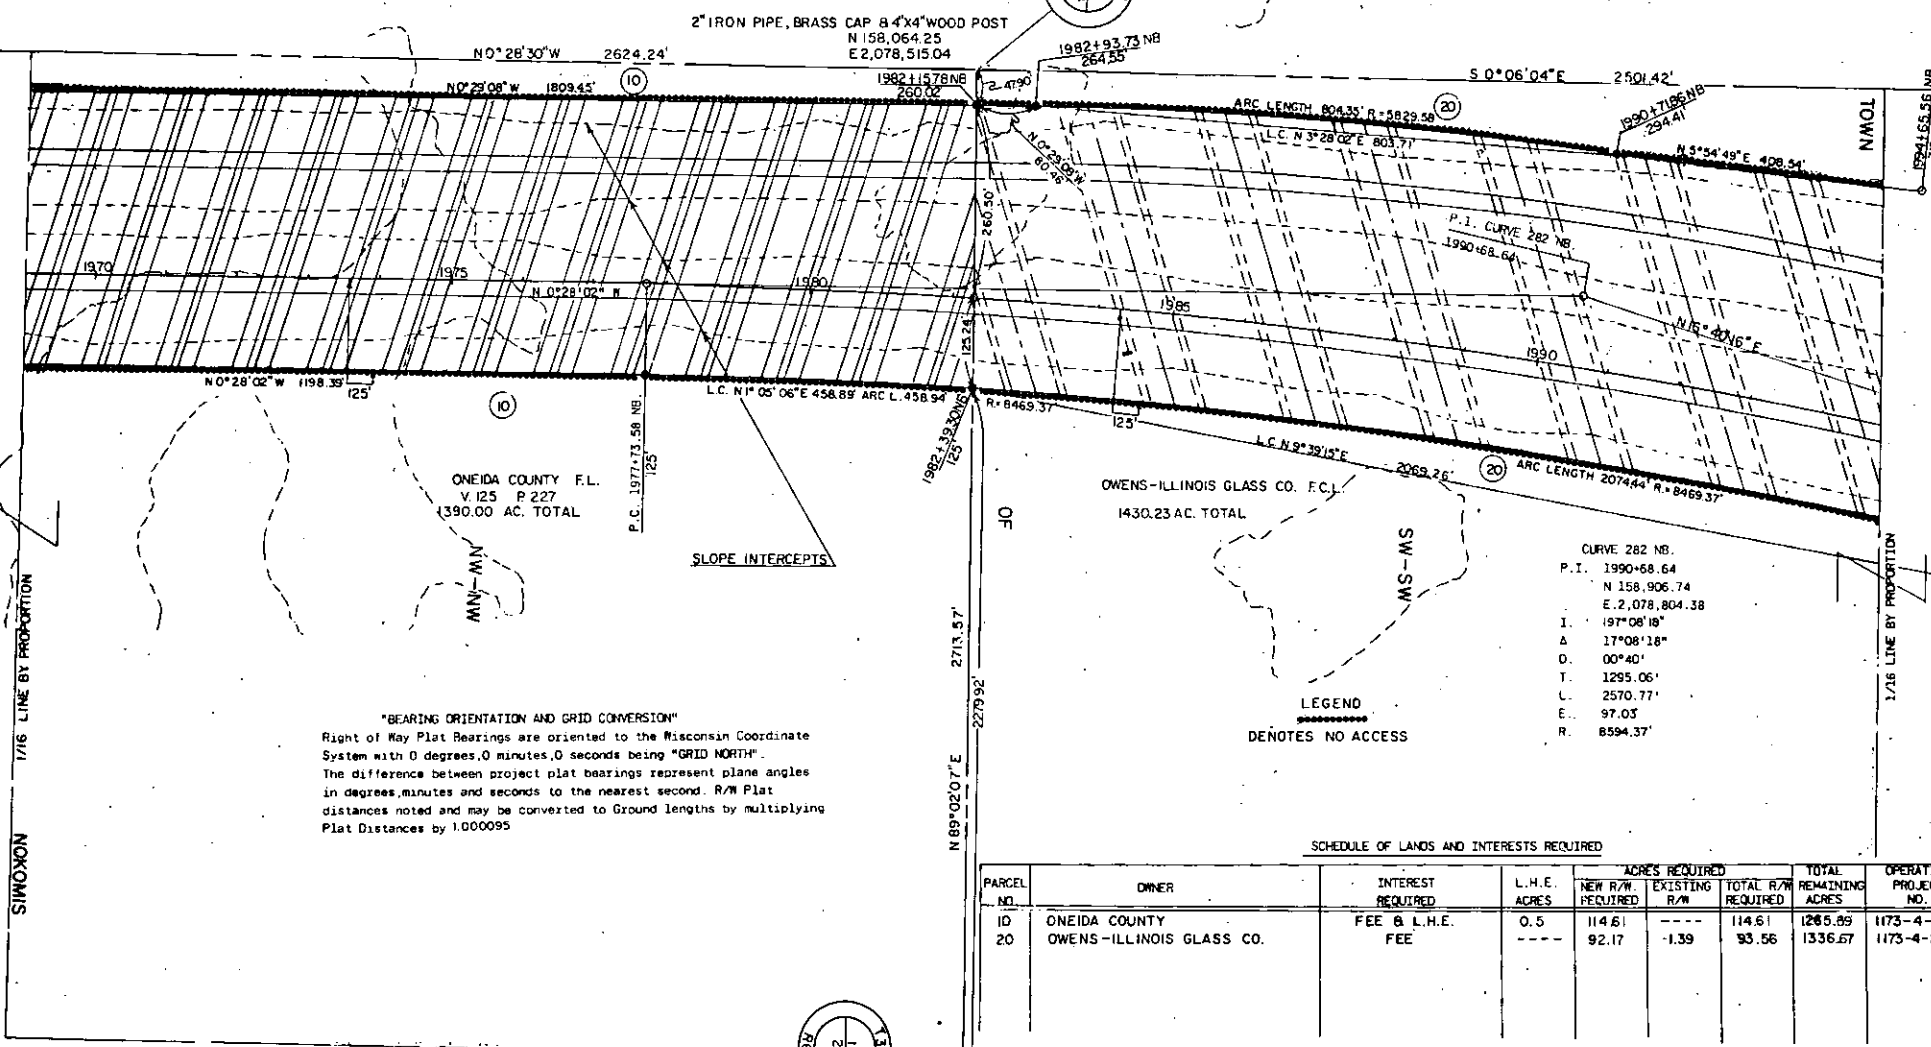 2" IRON PIPE, BRASS CAP & 4"X4" WOOD POST
N 158,064.25
E 2,078,515.04
N 0° 28' 30" W 2624.24'
1982+93.73 NB
264.55'
S 0° 06' 04" E 2501.42'
N 0° 29' 08" W 1809.45'
10
1982+15.78 NB
260.02'
2-47.90'
ARC LENGTH 804.35' R=5829.58'
20
1990+71.86 NB
294.41'
TOWN
1994+65.56 NB
L.C. N 3° 28' 02" E 803.71'
N 5° 54' 49" E 408.54'
N 0° 29' 08" W
80.46'
260.50'
P.I. CURVE 282 NB.
1990+68.64
1970
1975
1980
1985
1990
N 0° 28' 02" W
N 16° 40' 16" E
125.24'
N 0° 28' 02" W 1198.39'
125'
10
L.C. N 1° 05' 06" E 458.89' ARC L. 458.94'
R=8469.37'
125'
1982+39.30 NB
125'
P.C. 1977+73.58 NB.
125'
L.C. N 9° 39' 15" E 2069.26'
20
ARC LENGTH 2074.44' R.=8469.37'
ONEIDA COUNTY F.L.
V. 125 P. 227
1390.00 AC. TOTAL
SLOPE INTERCEPTS
NW-NW
OF
OWENS-ILLINOIS GLASS CO. F.C.L.
1430.23 AC. TOTAL
SW-SW
CURVE 282 NB.
P.I. 1990+68.64
N 158,906.74
E. 2,078,804.38
I. 197° 08' 18"
Δ 17° 08' 18"
D. 00° 40'
T. 1295.06'
L. 2570.77'
E. 97.03'
R. 8594.37'
1/16 LINE BY PROPORTION
1/16 LINE BY PROPORTION
NOKOMIS
2713.57'
2279.92'
N 89° 02' 07" E
LEGEND
DENOTES NO ACCESS
"BEARING ORIENTATION AND GRID CONVERSION"
Right of Way Plat Bearings are oriented to the Wisconsin Coordinate
System with 0 degrees,0 minutes,0 seconds being "GRID NORTH".
The difference between project plat bearings represent plane angles
in degrees,minutes and seconds to the nearest second. R/W Plat
distances noted and may be converted to Ground lengths by multiplying
Plat Distances by 1.000095
SCHEDULE OF LANDS AND INTERESTS REQUIRED
PARCEL NO. OWNER INTEREST REQUIRED L.H.E. ACRES ACRES REQUIRED NEW R/W. REQUIRED EXISTING R/W TOTAL R/W REQUIRED TOTAL REMAINING ACRES
10 ONEIDA COUNTY FEE & L.H.E. 0.5 114.61 ---- 114.61 1265.89 1173-4-
20 OWENS-ILLINOIS GLASS CO. FEE ---- 92.17 1.39 93.56 1336.67 1173-4-